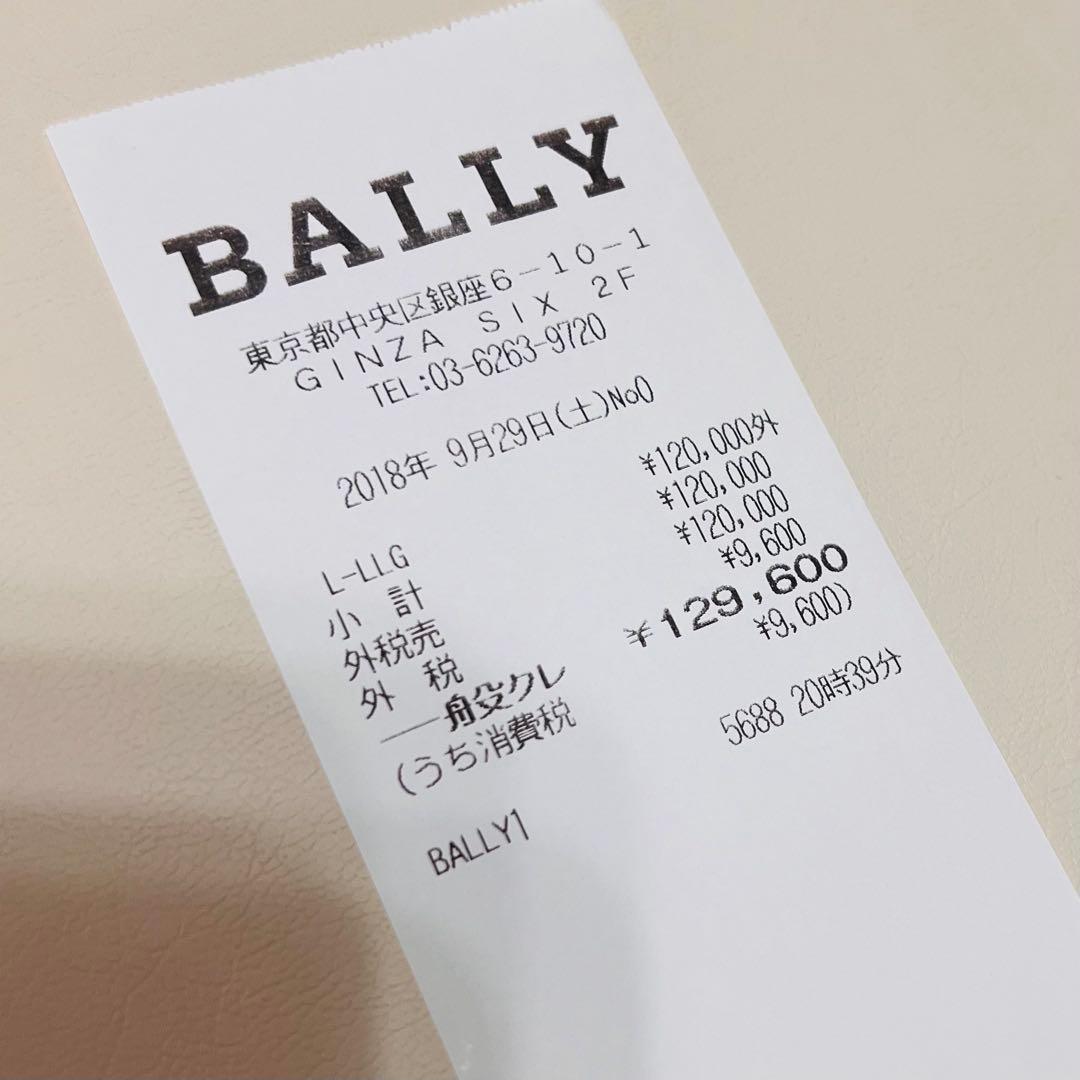 BALLY
東京都中央区銀座6-10-1
GINZA SIX 2F
TEL:03-6263-9720
2018年 9月29日(土)No0
L-LLG ¥120,000外
小 計 ¥120,000
外税売 ¥120,000
外 税 ¥9,600
一般クレ ¥129,600
(うち消費税 ¥9,600)
BALLY1 5688 20時39分